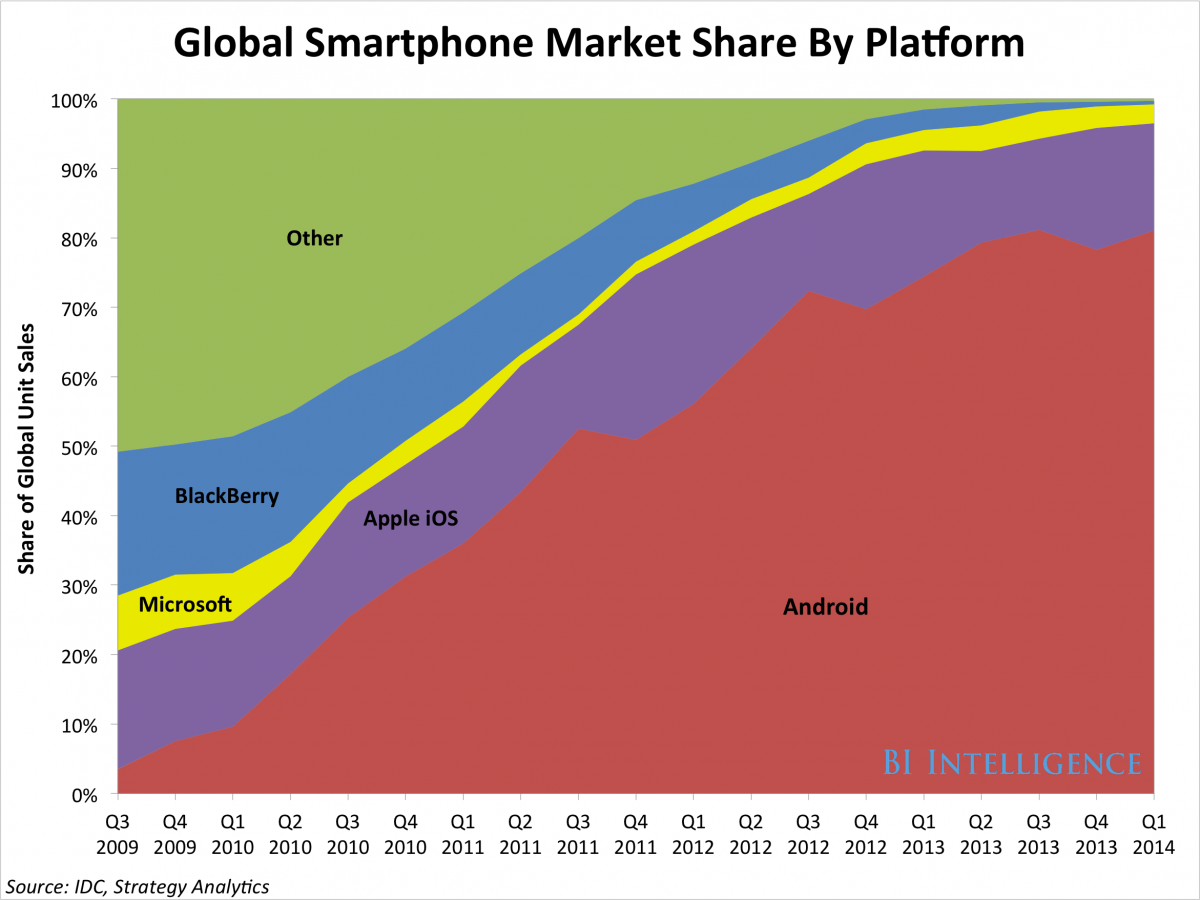 Global Smartphone Market Share By Platform
Share of Global Unit Sales
100%
90%
80%
70%
60%
50%
40%
30%
20%
10%
0%
Other
BlackBerry
Microsoft
Apple iOS
Android
BI INTELLIGENCE
Q3 Q4 Q1 Q2 Q3 Q4 Q1 Q2 Q3 Q4 Q1 Q2 Q3 Q4 Q1 Q2 Q3 Q4 Q1
2009 2009 2010 2010 2010 2010 2011 2011 2011 2011 2012 2012 2012 2012 2013 2013 2013 2013 2014
Source: IDC, Strategy Analytics